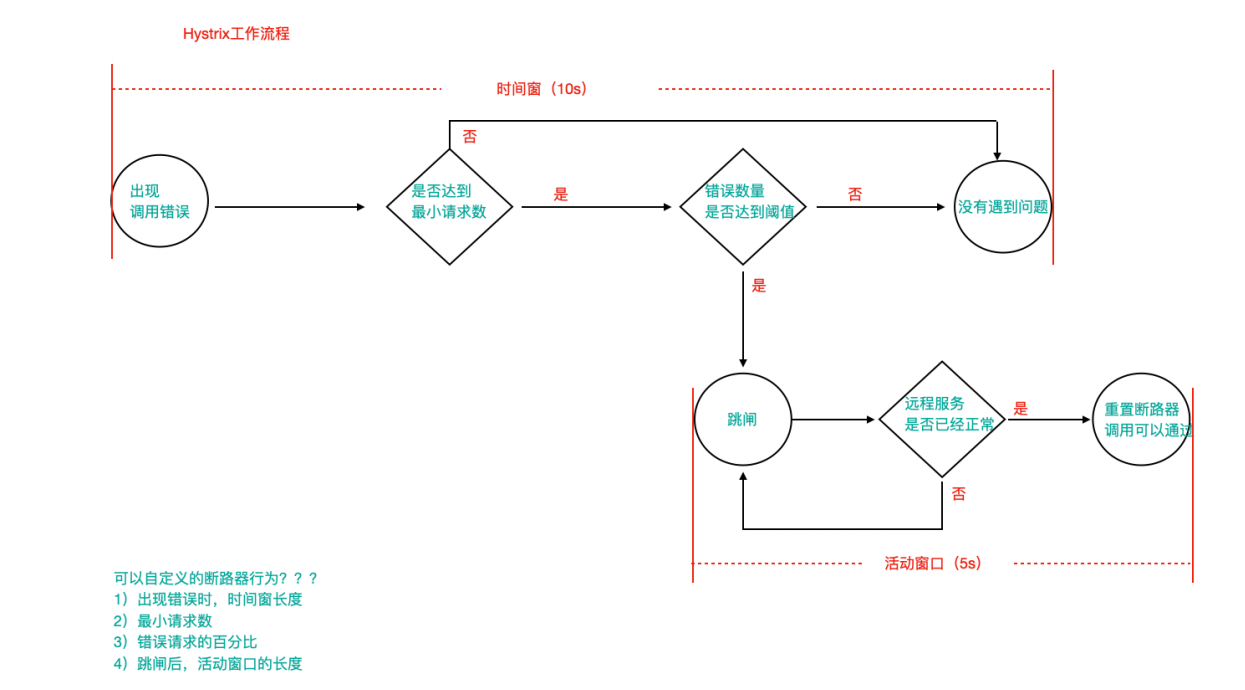 Hystrix工作流程
时间窗（10s）
否
出现
调用错误
是否达到
最小请求数
是
错误数量
是否达到阈值
否
没有遇到问题
是
跳闸
远程服务
是否已经正常
是
重置断路器
调用可以通过
否
活动窗口（5s）
可以自定义的断路器行为？？？
1）出现错误时，时间窗长度
2）最小请求数
3）错误请求的百分比
4）跳闸后，活动窗口的长度